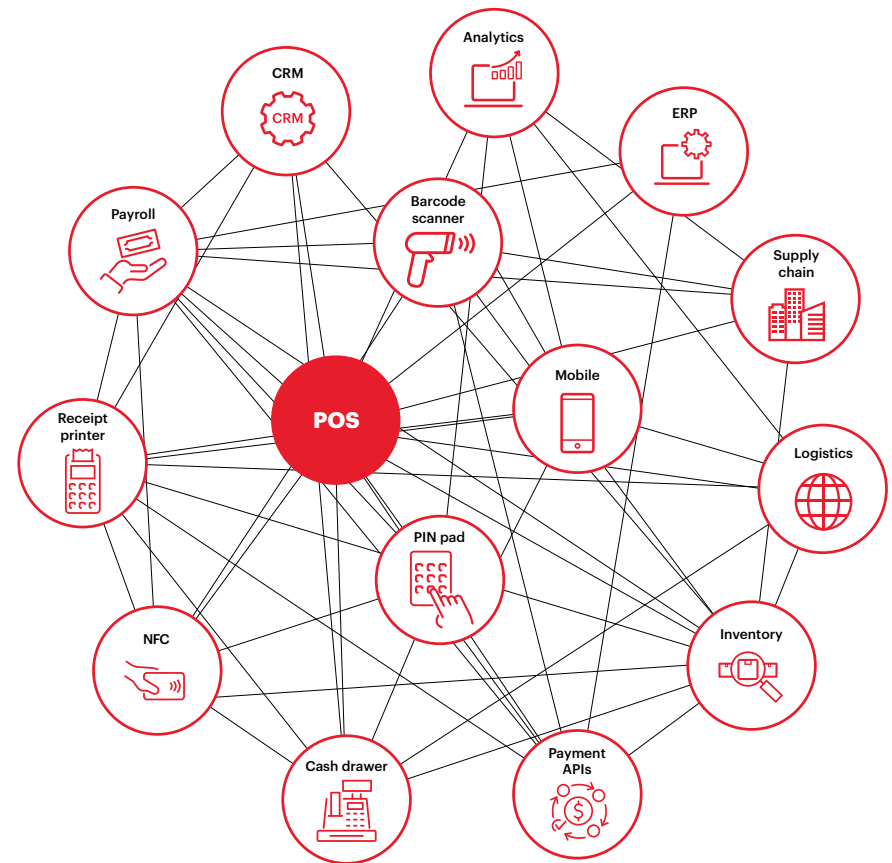 Analytics
CRM
CRM
ERP
Payroll
Barcode
scanner
Supply
chain
Mobile
POS
Receipt
printer
Logistics
PIN pad
NFC
Inventory
Cash drawer
Payment
APIs
$